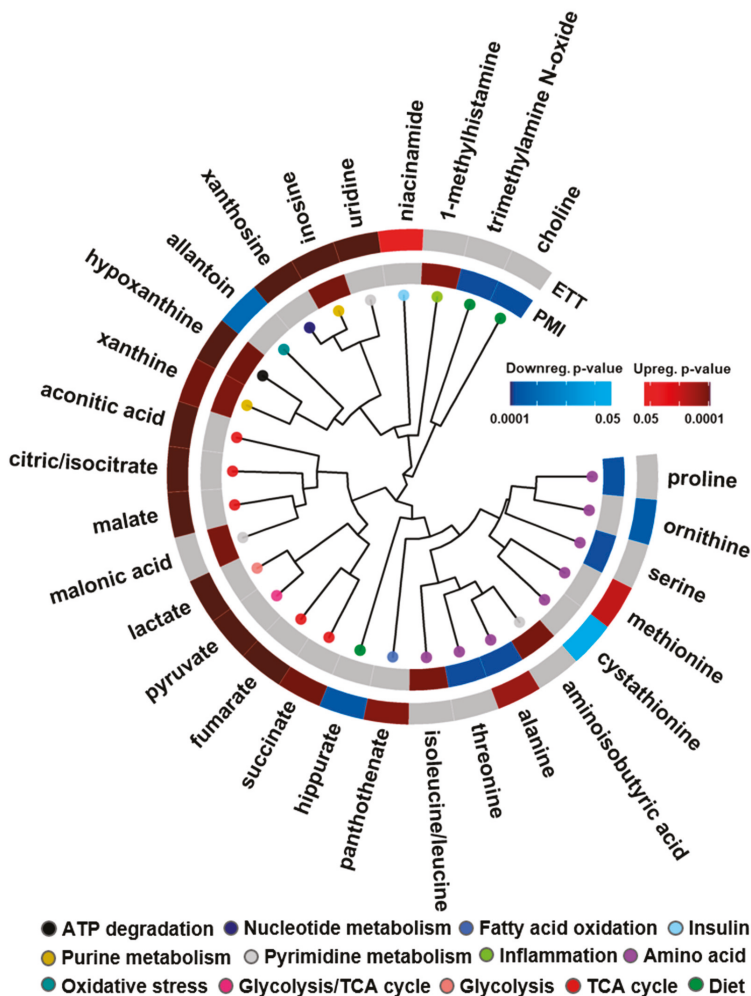 trimethylamine N-oxide
1-methylhistamine
choline
niacinamide
uridine
inosine
xanthosine
allantoin
hypoxanthine
xanthine
aconitic acid
citric/isocitrate
malate
malonic acid
lactate
pyruvate
fumarate
succinate
hippurate
panthothenate
isoleucine/leucine
threonine
alanine
aminoisobutyric acid
cystathionine
methionine
serine
ornithine
proline
ETT
PMI
Downreg. p-value Upreg. p-value
0.0001 0.05 0.05 0.0001
ATP degradation Nucleotide metabolism Fatty acid oxidation Insulin
Purine metabolism Pyrimidine metabolism Inflammation Amino acid
Oxidative stress Glycolysis/TCA cycle Glycolysis TCA cycle Diet